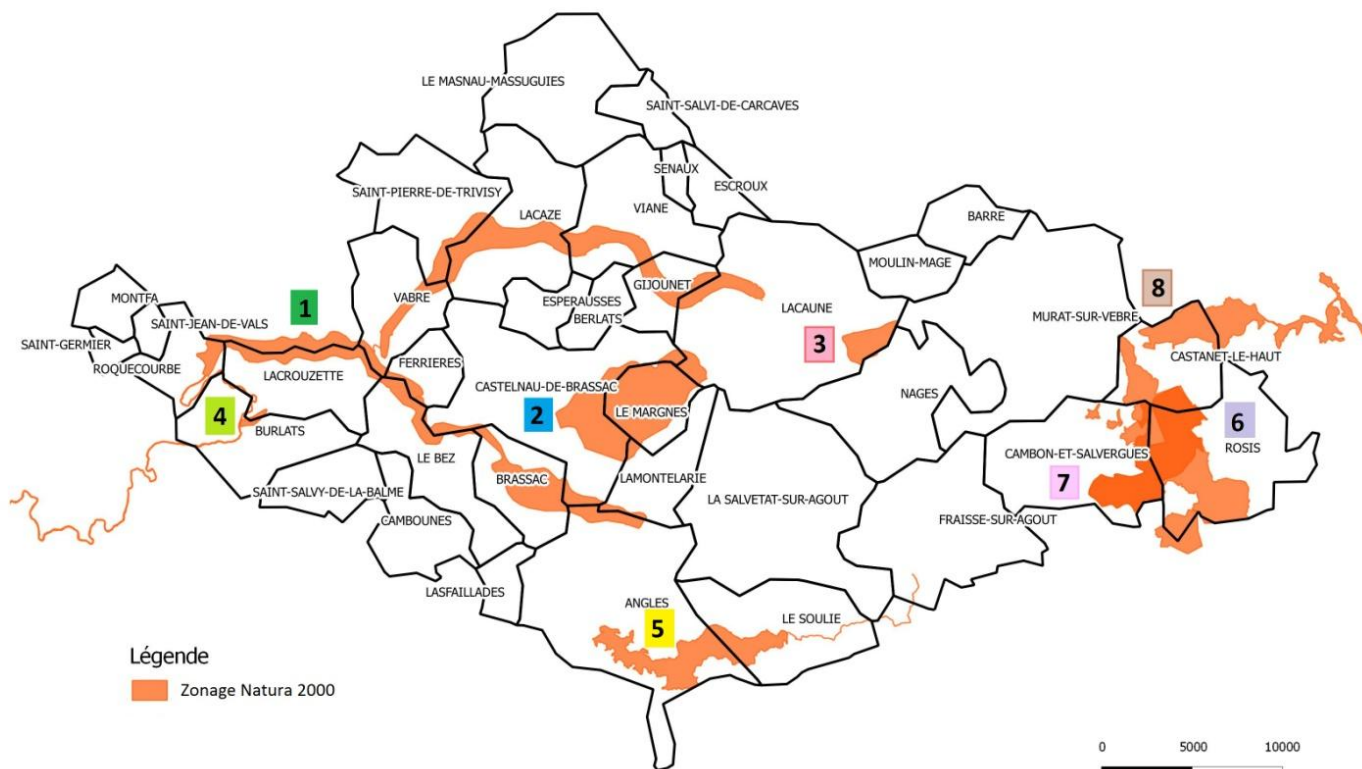 LE MASNAU-MASSUGUIES
SAINT-SALVI-DE-CARCAVES
SENAUX
ESCROUX
SAINT-PIERRE-DE-TRIVISY
LACAZE
VIANE
BARRE
MOULIN-MAGE
GIJOUNET
8
MONTFA
VABRE
ESPERAUSSES
LACAUNE
1
BERLATS
MURAT-SUR-VEBRE
SAINT-JEAN-DE-VALS
3
SAINT-GERMIER
CASTANET-LE-HAUT
ROQUECOURBE
FERRIERES
LACROUZETTE
CASTELNAU-DE-BRASSAC
NAGES
4
2
LE MARGNES
6
BURLATS
ROSIS
LE BEZ
CAMBON-ET-SALVERGUES
BRASSAC
LAMONTELARIE
7
SAINT-SALVY-DE-LA-BALME
LA SALVETAT-SUR-AGOUT
CAMBOUNES
FRAISSE-SUR-AGOUT
LASFAILLADES
ANGLES
5
LE SOULIE
Légende
Zonage Natura 2000
0 5000 10000